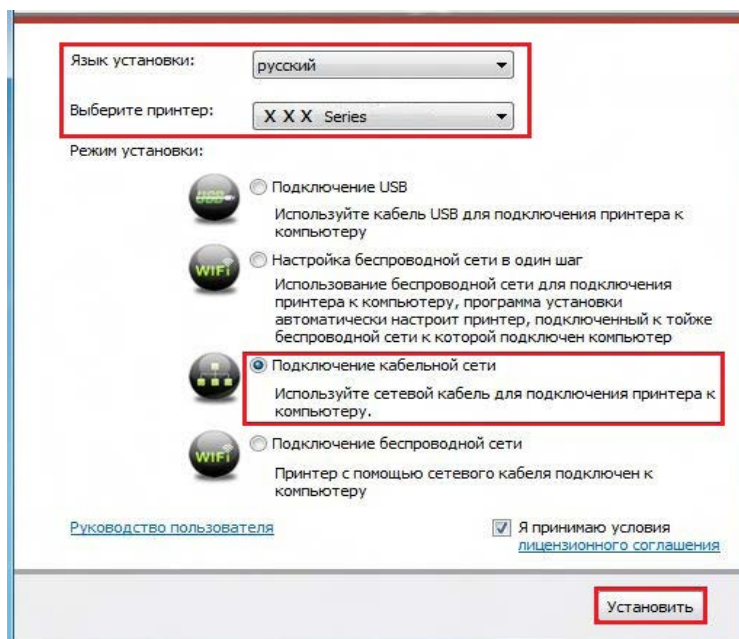 Язык установки: русский
Выберите принтер: X X X Series
Режим установки:
USB
Подключение USB
Используйте кабель USB для подключения принтера к
компьютеру
WiFi
Настройка беспроводной сети в один шаг
Использование беспроводной сети для подключения
принтера к компьютеру, программа установки
автоматически настроит принтер, подключенный к тойже
беспроводной сети к которой подключен компьютер
Подключение кабельной сети
Используйте сетевой кабель для подключения принтера к
компьютеру.
WiFi
Подключение беспроводной сети
Принтер с помощью сетевого кабеля подключен к
компьютеру
Руководство пользователя
Я принимаю условия
лицензионного соглашения
Установить